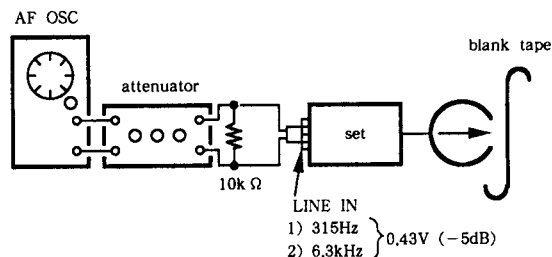 AF OSC
blank tape
attenuator
set
10k Ω
LINE IN
1) 315Hz
2) 6.3kHz
0.43V (−5dB)